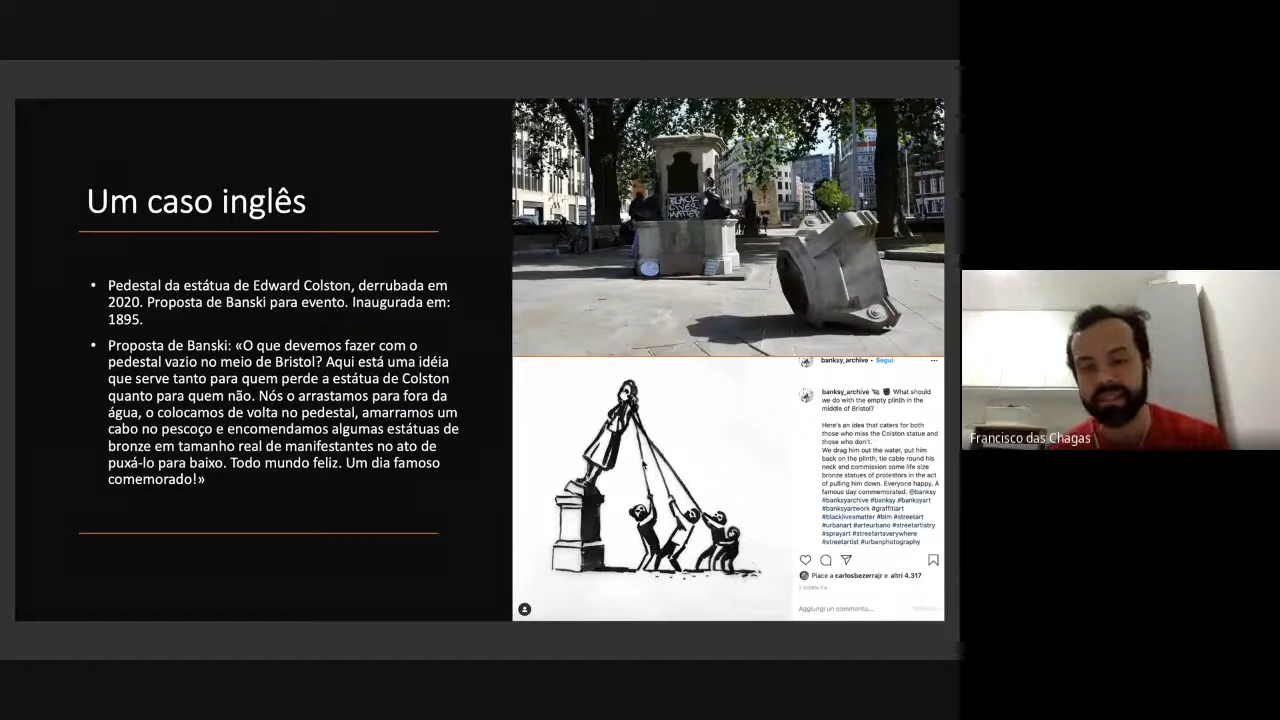 Um caso inglês
• Pedestal da estátua de Edward Colston, derrubada em
2020. Proposta de Banski para evento. Inaugurada em:
1895.
• Proposta de Banski: «O que devemos fazer com o
pedestal vazio no meio de Bristol? Aqui está uma idéia
que serve tanto para quem perde a estátua de Colston
quanto para quem não. Nós o arrastamos para fora da
água, o colocamos de volta no pedestal, amarramos um
cabo no pescoço e encomendamos algumas estátuas de
bronze em tamanho real de manifestantes no ato de
puxá-lo para baixo. Todo mundo feliz. Um dia famoso
comemorado!»
BLACK
LIVES
MATTER
banksy_archive • Segui
banksy_archive What should
we do with the empty plinth in the
middle of Bristol?
Here's an idea that caters for both
those who miss the Colston statue and
those who don't.
We drag him out the water, put him
back on the plinth, tie cable round his
neck and commission some life size
bronze statues of protestors in the act
of pulling him down. Everyone happy. A
famous day commemorated. @banksy
#banksyarchive #banksy #banksyart
#banksyartwork #graffitiart
#blacklivesmatter #blm #streetart
#urbanart #arteurbano #streetartistry
#sprayart #streetarteverywhere
#streetartist #urbanphotography
Piace a carlosbezerrajr e altri 4.317
Aggiungi un commento...
Francisco das Chagas